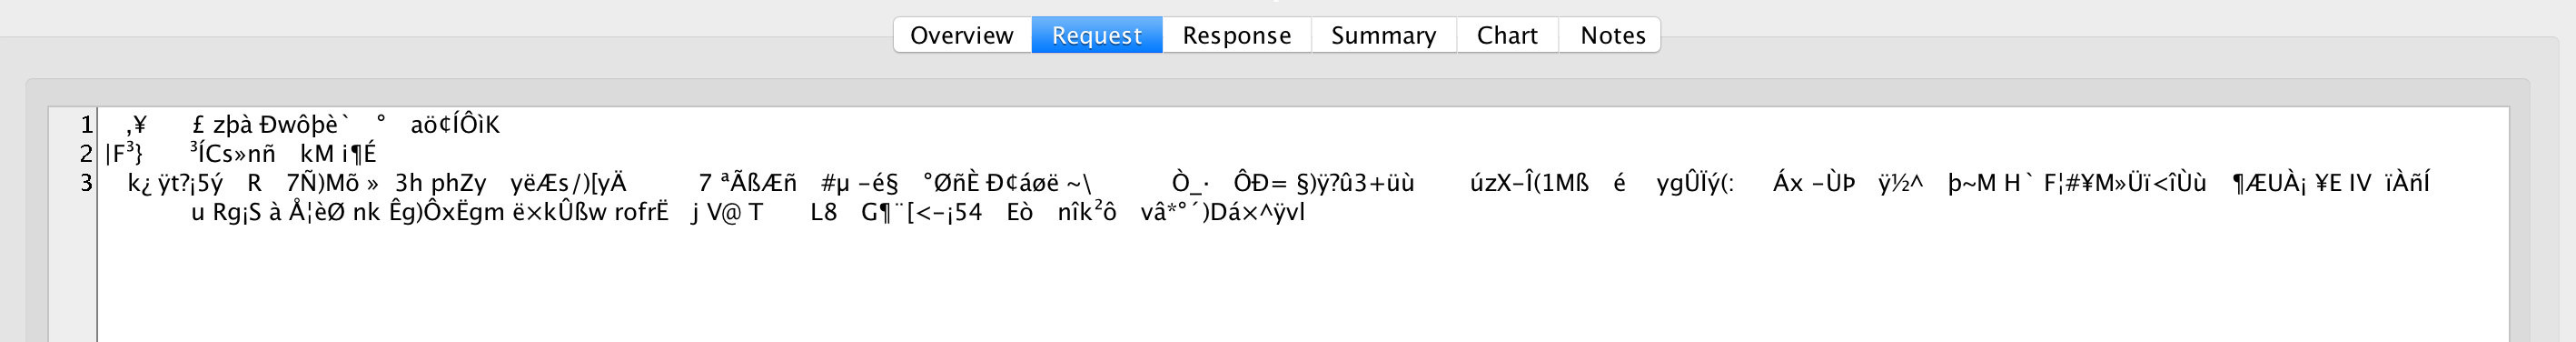 Overview Request Response Summary Chart Notes
1 ,¥ £ zþà Ðwôþè` ° aö¢ÍÔìK
2 |F³} ³ÍCs»nñ kM i¶É
3 k¿ ÿt?¡5ý R 7Ñ)Mõ » 3h phZy yëÆs/)[yÄ 7 ªÃßÆñ #µ -é§ °ØñÈ Ð¢áøë ~\ Ò_· ÔÐ= §)ÿ?û3+üù úzX-Î(1Mß é ygÛÏý(: Áx -ÙÞ ÿ½^ þ~M H` F¦#¥M»Üï<îÙù ¶ÆUÀ¡ ¥E IV ïÀñÍ
u Rg¡S à Å¦èØ nk Êg)ÔxËgm ë×kÛßw rofrË j V@ T L8 G¶¨[<-¡54 Eò nîk²ô vâ*°´)Dá×^ÿvl